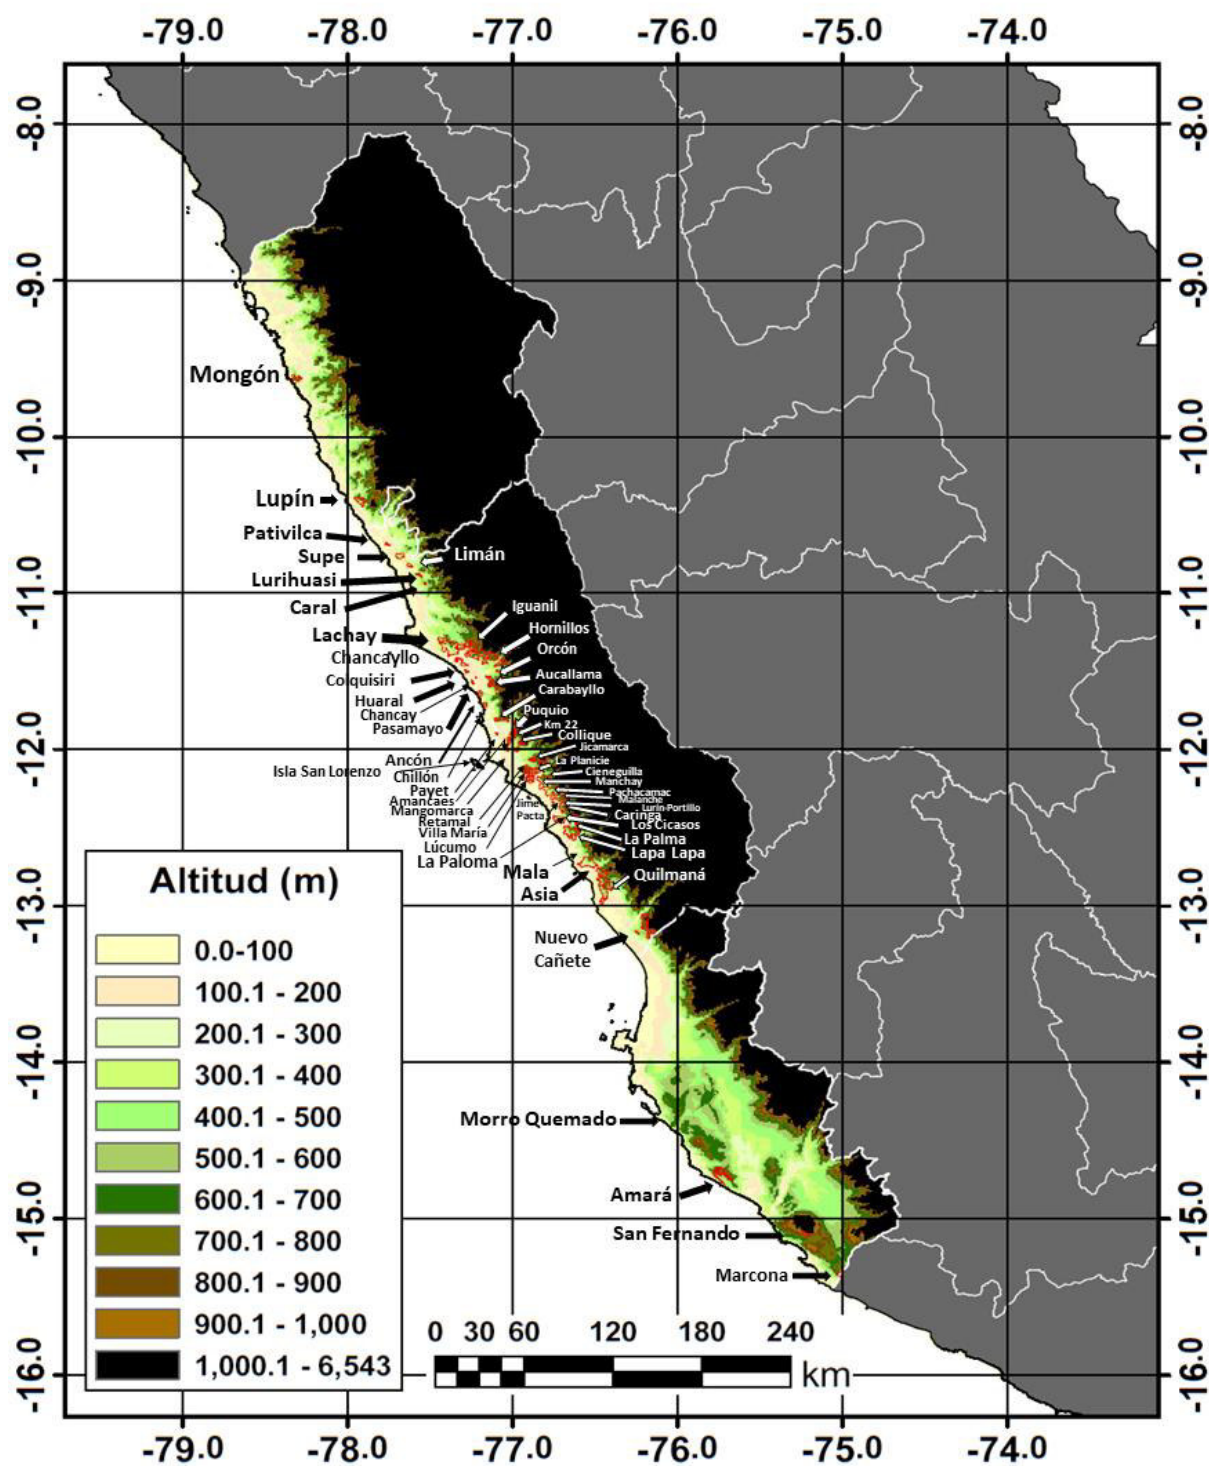 -79.0 -78.0 -77.0 -76.0 -75.0 -74.0
-8.0 -8.0
-9.0 -9.0
Mongón
-10.0 -10.0
Lupín
Pativilca
Supe
Limán
Lurihuasi
-11.0 -11.0
Caral
Iguanil
Hornillos
Lachay
Orcón
Chancayllo
Aucallama
Colquisiri
Carabayllo
Huaral
Puquio
Chancay
Km 22
Pasamayo
Collique
-12.0 -12.0
Jicamarca
Ancón
La Planicie
Isla San Lorenzo
Cieneguilla
Chillón
Manchay
Payet
Pachacamac
Amancaes
Malanche
Jime
Lurín-Portillo
Mangomarca
Pacta
Caringa
Retamal
Los Cicasos
Villa María
La Palma
Lúcumo
Lapa Lapa
La Paloma
Mala
Quilmaná
Asia
-13.0 -13.0
Nuevo
Cañete
Altitud (m)
0.0-100
100.1 - 200
200.1 - 300
300.1 - 400
400.1 - 500
500.1 - 600
600.1 - 700
700.1 - 800
800.1 - 900
900.1 - 1,000
1,000.1 - 6,543
-14.0 -14.0
Morro Quemado
Amará
-15.0 -15.0
San Fernando
Marcona
0 30 60 120 180 240
km
-16.0 -16.0
-79.0 -78.0 -77.0 -76.0 -75.0 -74.0